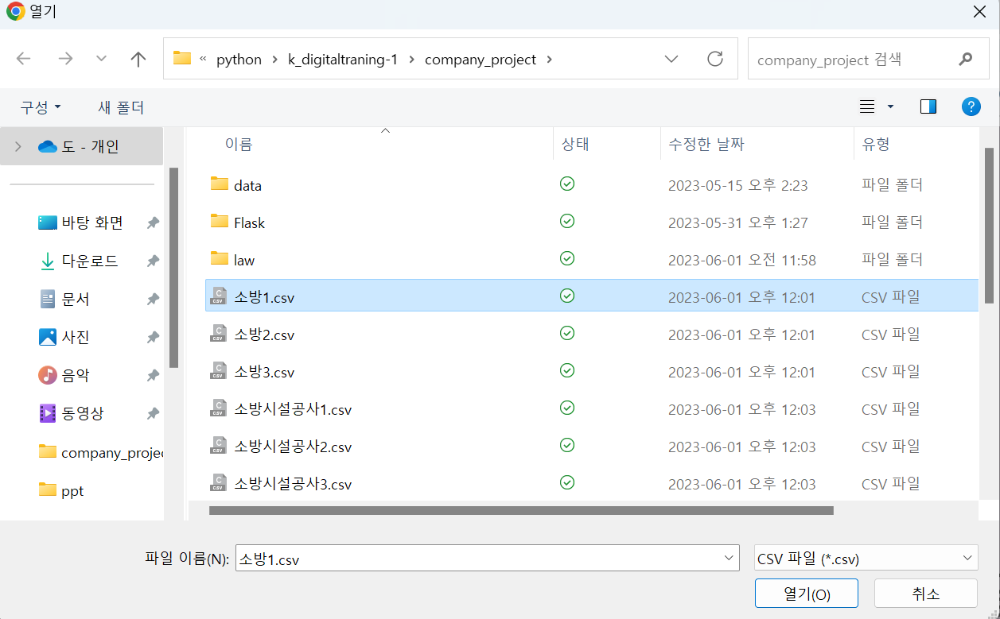 열기
« python › k_digitaltraning-1 › company_project ›
company_project 검색
구성 새 폴더
도 - 개인
바탕 화면
다운로드
문서
사진
음악
동영상
company_projec
ppt
이름 상태 수정한 날짜 유형
data 2023-05-15 오후 2:23 파일 폴더
Flask 2023-05-31 오후 1:27 파일 폴더
law 2023-06-01 오전 11:58 파일 폴더
소방1.csv 2023-06-01 오후 12:01 CSV 파일
소방2.csv 2023-06-01 오후 12:01 CSV 파일
소방3.csv 2023-06-01 오후 12:01 CSV 파일
소방시설공사1.csv 2023-06-01 오후 12:03 CSV 파일
소방시설공사2.csv 2023-06-01 오후 12:03 CSV 파일
소방시설공사3.csv 2023-06-01 오후 12:03 CSV 파일
파일 이름(N): 소방1.csv CSV 파일 (*.csv)
열기(O) 취소